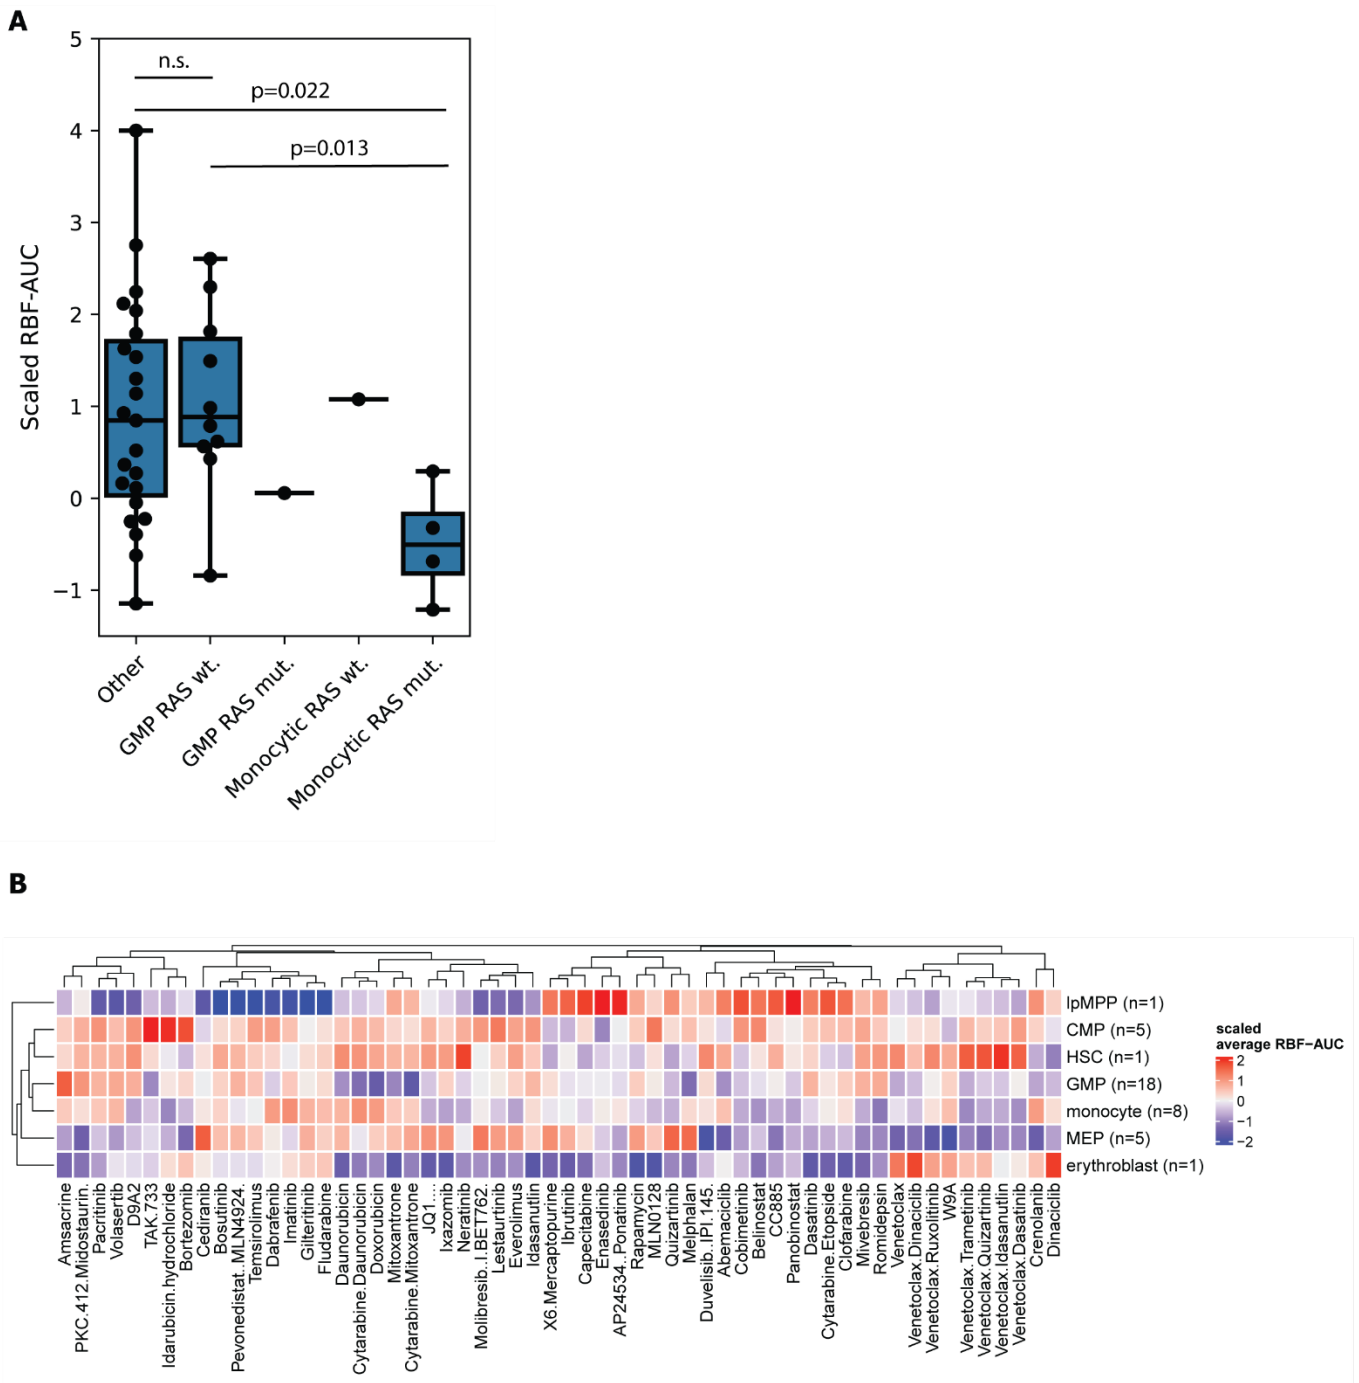 A
5
n.s.
p=0.022
4
p=0.013
3
2
1
0
−1
Scaled RBF-AUC
Other
GMP RAS wt.
GMP RAS mut.
Monocytic RAS wt.
Monocytic RAS mut.
B
lpMPP (n=1)
CMP (n=5)
HSC (n=1)
GMP (n=18)
monocyte (n=8)
MEP (n=5)
erythroblast (n=1)
scaled
average RBF−AUC
2
1
0
−1
−2
Amsacrine
PKC.412.Midostaurin.
Pacritinib
Volasertib
D9A2
TAK.733
Idarubicin.hydrochloride
Bortezomib
Cediranib
Bosutinib
Pevonedistat..MLN4924.
Temsirolimus
Dabrafenib
Imatinib
Gilteritinib
Fludarabine
Daunorubicin
Cytarabine.Daunorubicin
Doxorubicin
Mitoxantrone
Cytarabine.Mitoxantrone
JQ1....
Ixazomib
Neratinib
Molibresib..I.BET762..
Lestaurtinib
Everolimus
Idasanutlin
X6.Mercaptopurine
Ibrutinib
Capecitabine
Enasedinib
AP24534..Ponatinib
Rapamycin
MLN0128
Quizartinib
Melphalan
Duvelisib..IPI.145.
Abemaciclib
Cobimetinib
Belinostat
CC885
Panobinostat
Dasatinib
Cytarabine.Etopside
Clofarabine
Mivebresib
Romidepsin
Venetoclax
Venetoclax.Dinaciclib
Venetoclax.Ruxolitinib
W9A
Venetoclax.Trametinib
Venetoclax.Quizartinib
Venetoclax.Idasanutlin
Venetoclax.Dasatinib
Crenolanib
Dinaciclib